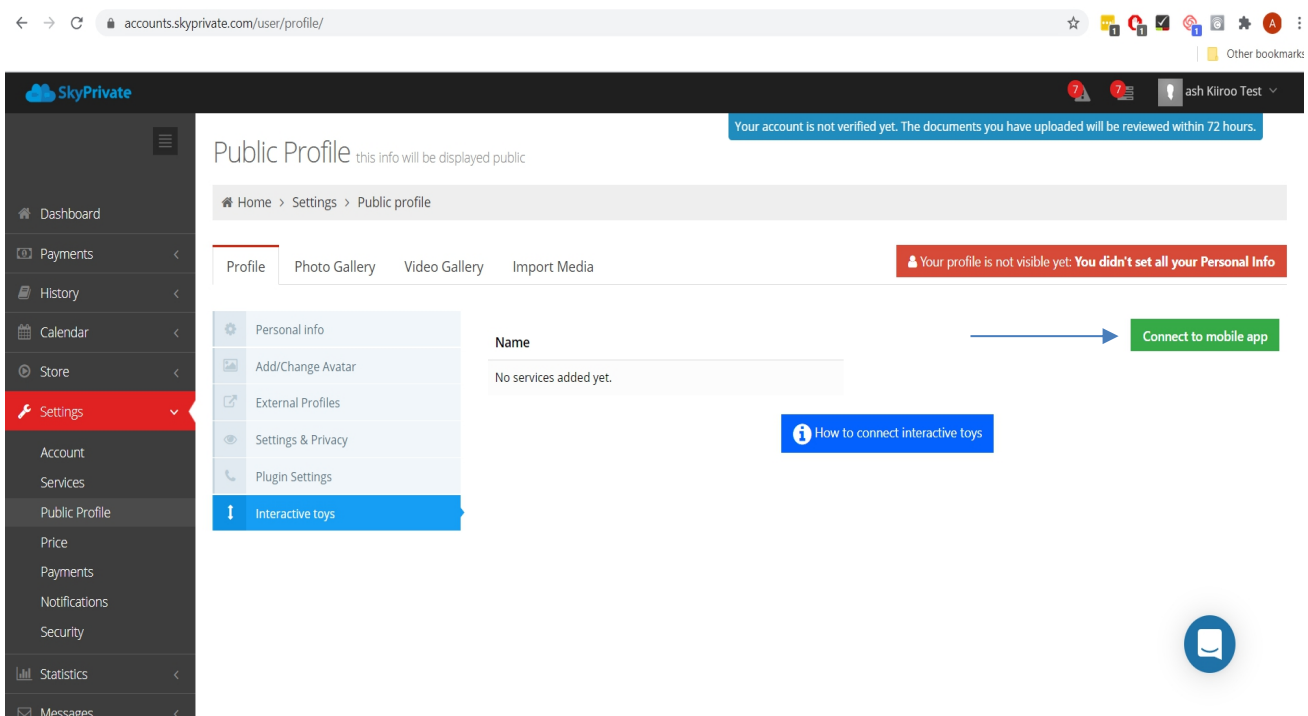 accounts.skyprivate.com/user/profile/
1
1
1
A
Other bookmarks
SkyPrivate
7
7
ash Kiiroo Test
Your account is not verified yet. The documents you have uploaded will be reviewed within 72 hours.
Public Profile this info will be displayed public
Home > Settings > Public profile
Dashboard
Payments
History
Calendar
Store
Settings
Account
Services
Public Profile
Price
Payments
Notifications
Security
Statistics
Messages
Profile Photo Gallery Video Gallery Import Media
Your profile is not visible yet: You didn't set all your Personal Info
Personal info
Add/Change Avatar
External Profiles
Settings & Privacy
Plugin Settings
Interactive toys
Name
No services added yet.
Connect to mobile app
How to connect interactive toys